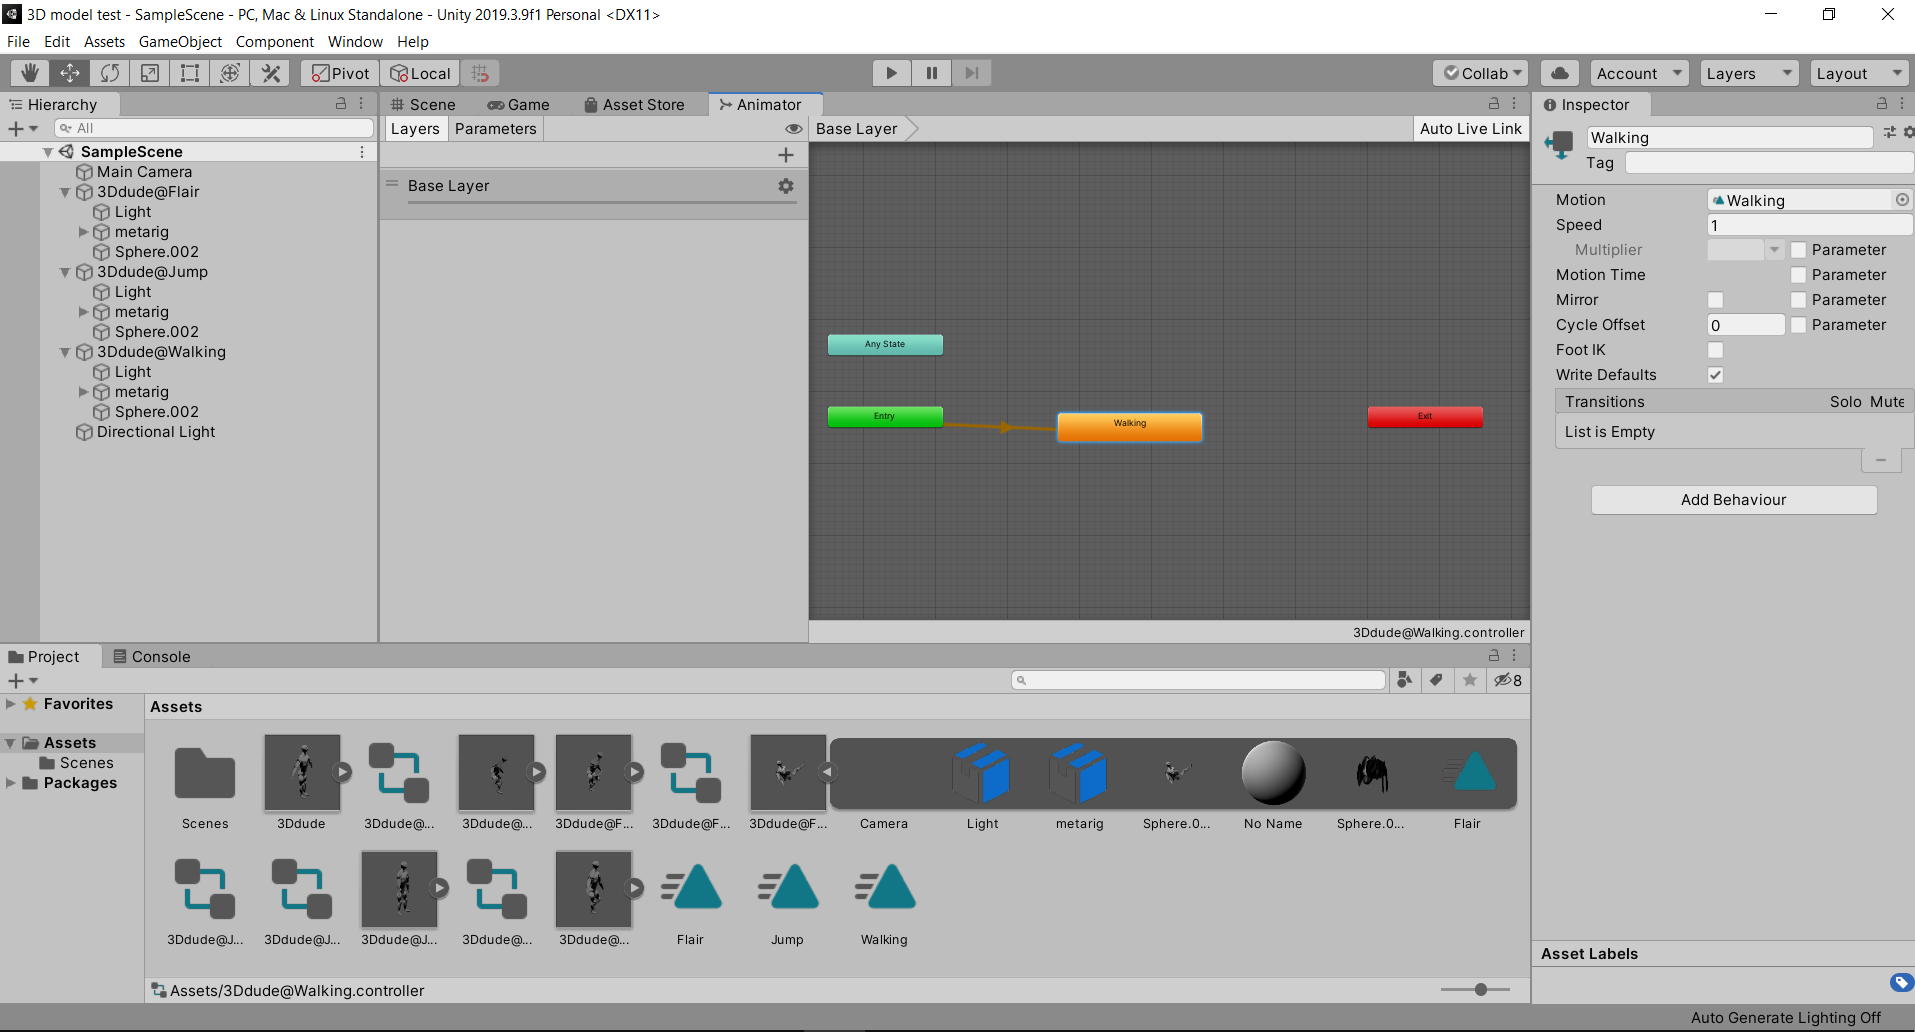 3D model test - SampleScene - PC, Mac & Linux Standalone - Unity 2019.3.9f1 Personal <DX11>
File Edit Assets GameObject Component Window Help
Pivot Local Collab Account Layers Layout
Hierarchy
All
SampleScene
Main Camera
3Ddude@Flair
Light
metarig
Sphere.002
3Ddude@Jump
Light
metarig
Sphere.002
3Ddude@Walking
Light
metarig
Sphere.002
Directional Light
Scene Game Asset Store Animator
Layers Parameters Base Layer Auto Live Link
Base Layer
Any State
Entry Walking Exit
3Ddude@Walking.controller
Inspector
Walking
Tag
Motion Walking
Speed 1
Multiplier Parameter
Motion Time Parameter
Mirror Parameter
Cycle Offset 0 Parameter
Foot IK
Write Defaults
Transitions Solo Mute
List is Empty
Add Behaviour
Asset Labels
Project Console
8
Favorites
Assets
Scenes
Packages
Assets
Scenes 3Ddude 3Ddude@... 3Ddude@... 3Ddude@F... 3Ddude@F... 3Ddude@F... Camera Light metarig Sphere.0... No Name Sphere.0... Flair
3Ddude@J... 3Ddude@J... 3Ddude@J... 3Ddude@... 3Ddude@... Flair Jump Walking
Assets/3Ddude@Walking.controller
Auto Generate Lighting Off